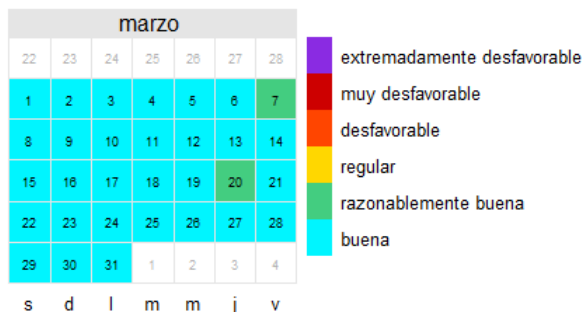 marzo
22 23 24 25 26 27 28
1 2 3 4 5 6 7
8 9 10 11 12 13 14
15 16 17 18 19 20 21
22 23 24 25 26 27 28
29 30 31 1 2 3 4
s d l m m j v
extremadamente desfavorable
muy desfavorable
desfavorable
regular
razonablemente buena
buena